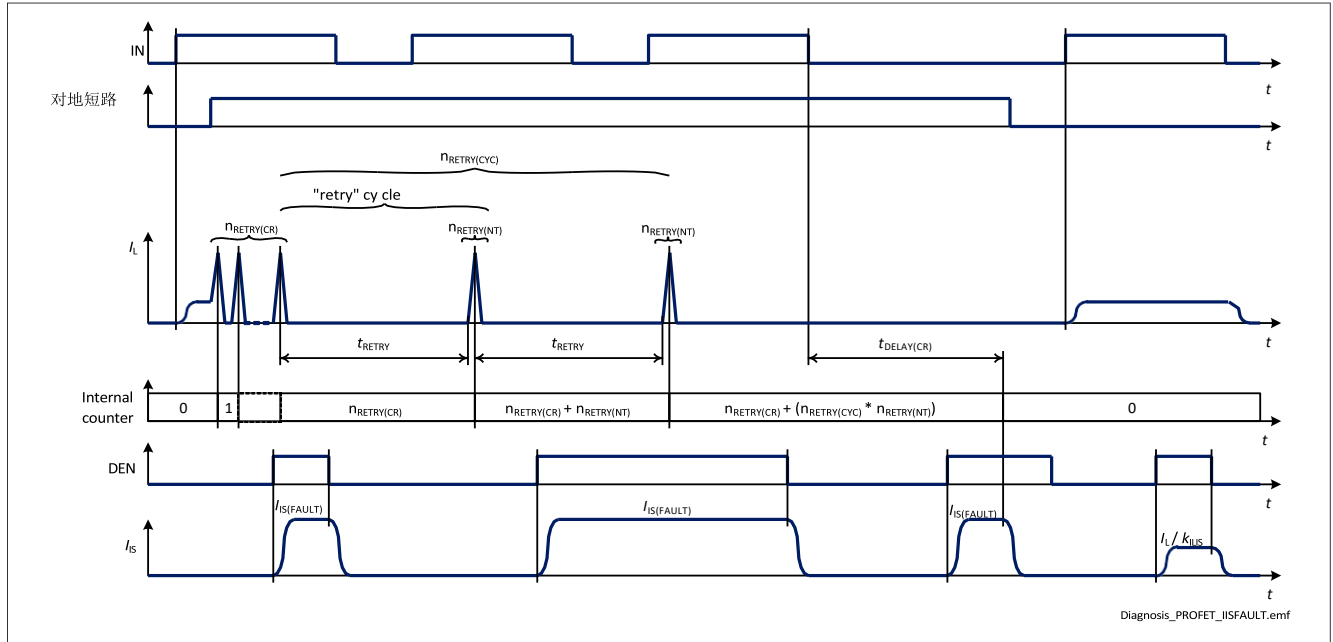 IN
t
对地短路
t
nRETRY(CYC)
"retry" cy cle
nRETRY(CR)
nRETRY(NT)
nRETRY(NT)
IL
tRETRY
tRETRY
tDELAY(CR)
t
Internal
counter
0
1
nRETRY(CR)
nRETRY(CR) + nRETRY(NT)
nRETRY(CR) + (nRETRY(CYC) * nRETRY(NT))
0
t
DEN
t
IIS(FAULT)
IIS(FAULT)
IIS(FAULT)
IL / kILIS
IIS
t
Diagnosis_PROFET_IISFAULT.emf